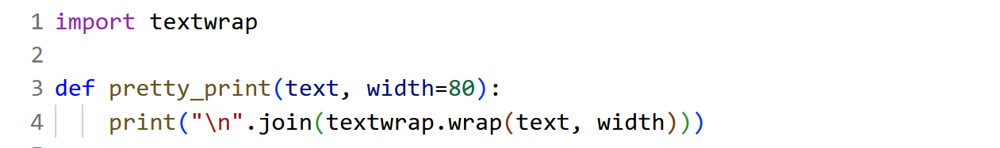 1 import textwrap
2
3 def pretty_print(text, width=80):
4     print("\n".join(textwrap.wrap(text, width)))